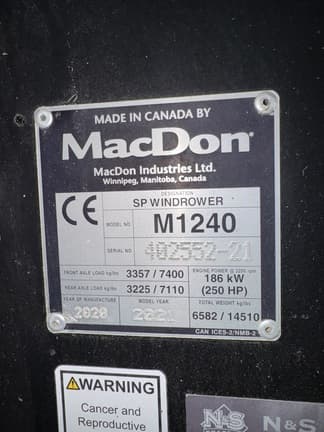 MADE IN CANADA BY
MacDon®
MacDon Industries Ltd.
Winnipeg, Manitoba, Canada
CE
DESIGNATION
SP WINDROWER
MODEL NO
M1240
SERIAL NO
402552-21
FRONT AXLE LOAD kg/lbs
3357 / 7400
ENGINE POWER @ 2200 rpm
186 kW
(250 HP)
REAR AXLE LOAD kg/lbs
3225 / 7110
YEAR OF MANUFACTURE
2020
MODEL YEAR
2021
TOTAL WEIGHT kg/lbs
6582 / 14510
CAN ICES-2/NMB-2
WARNING
Cancer and
Reproductive
N&S
N & S